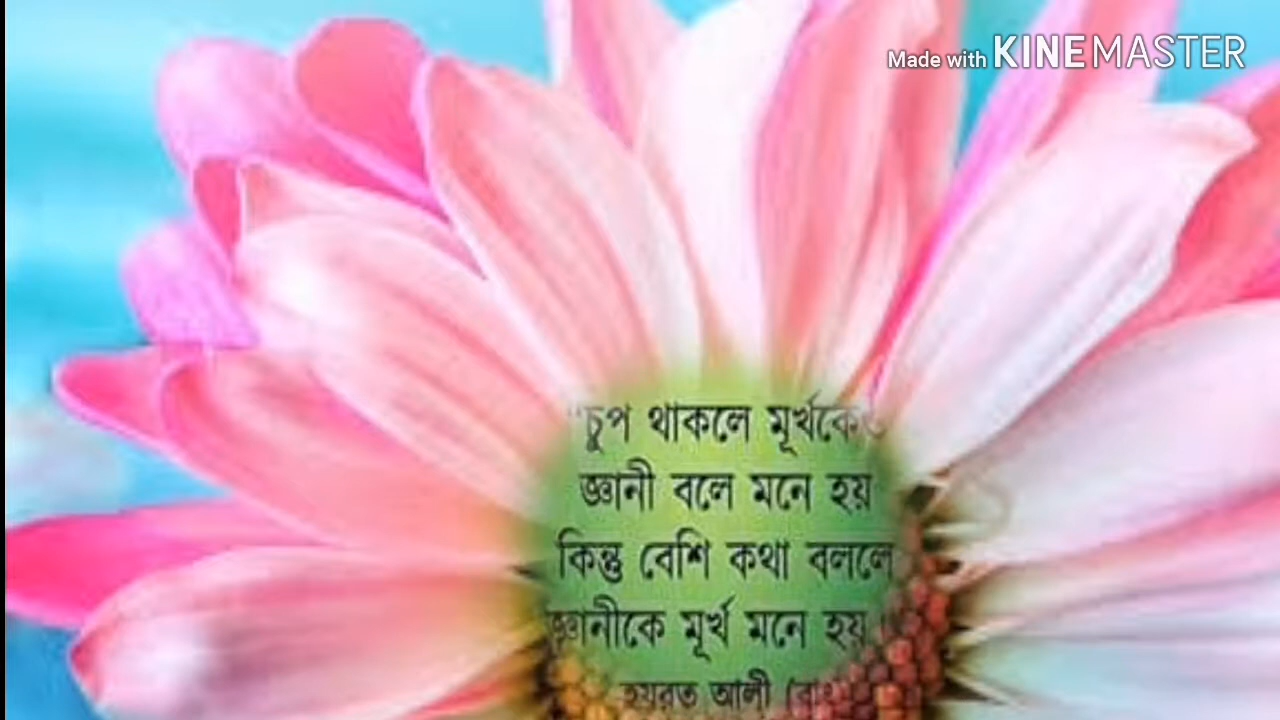 Made with KINEMASTER
"চুপ থাকলে মূর্খকেও
জ্ঞানী বলে মনে হয়
কিন্তু বেশি কথা বললে
জ্ঞানীকে মূর্খ মনে হয়
হযরত আলী (রাঃ)